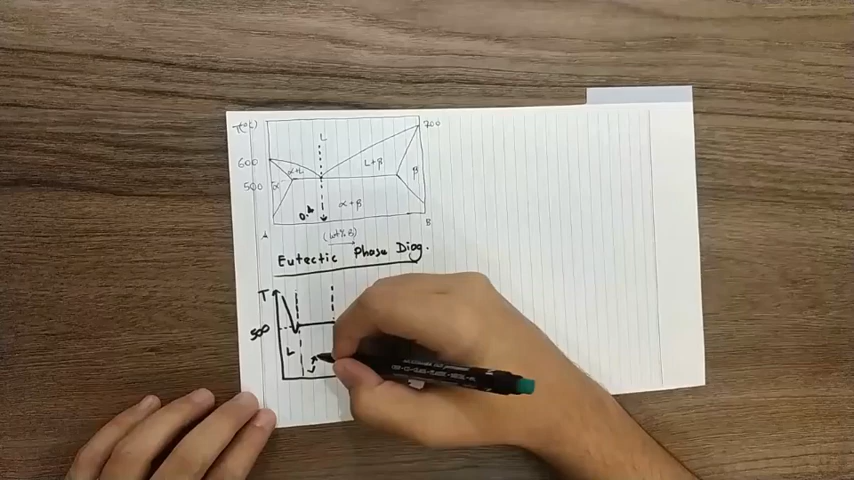 T(°K)
L
700
600
α+L
L+β
β
500
α
α+β
A
B
(wt% B)
Eutectic Phase Diag.
T
500
L